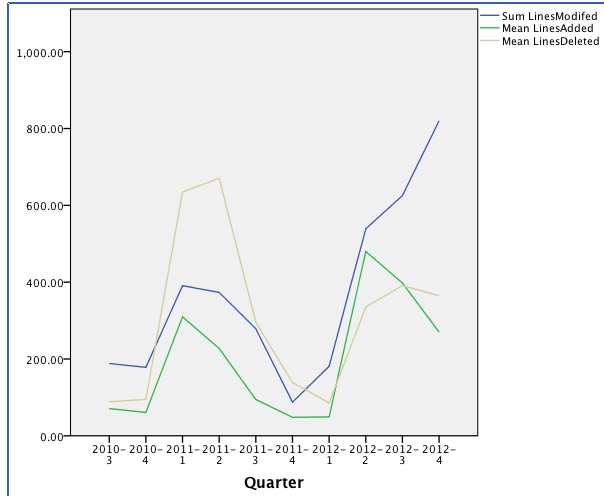 Sum LinesModifed
Mean LinesAdded
Mean LinesDeleted
1,000.00
800.00
600.00
400.00
200.00
0.00
2010- 2010- 2011- 2011- 2011- 2011- 2012- 2012- 2012- 2012-
3 4 1 2 3 4 1 2 3 4
Quarter